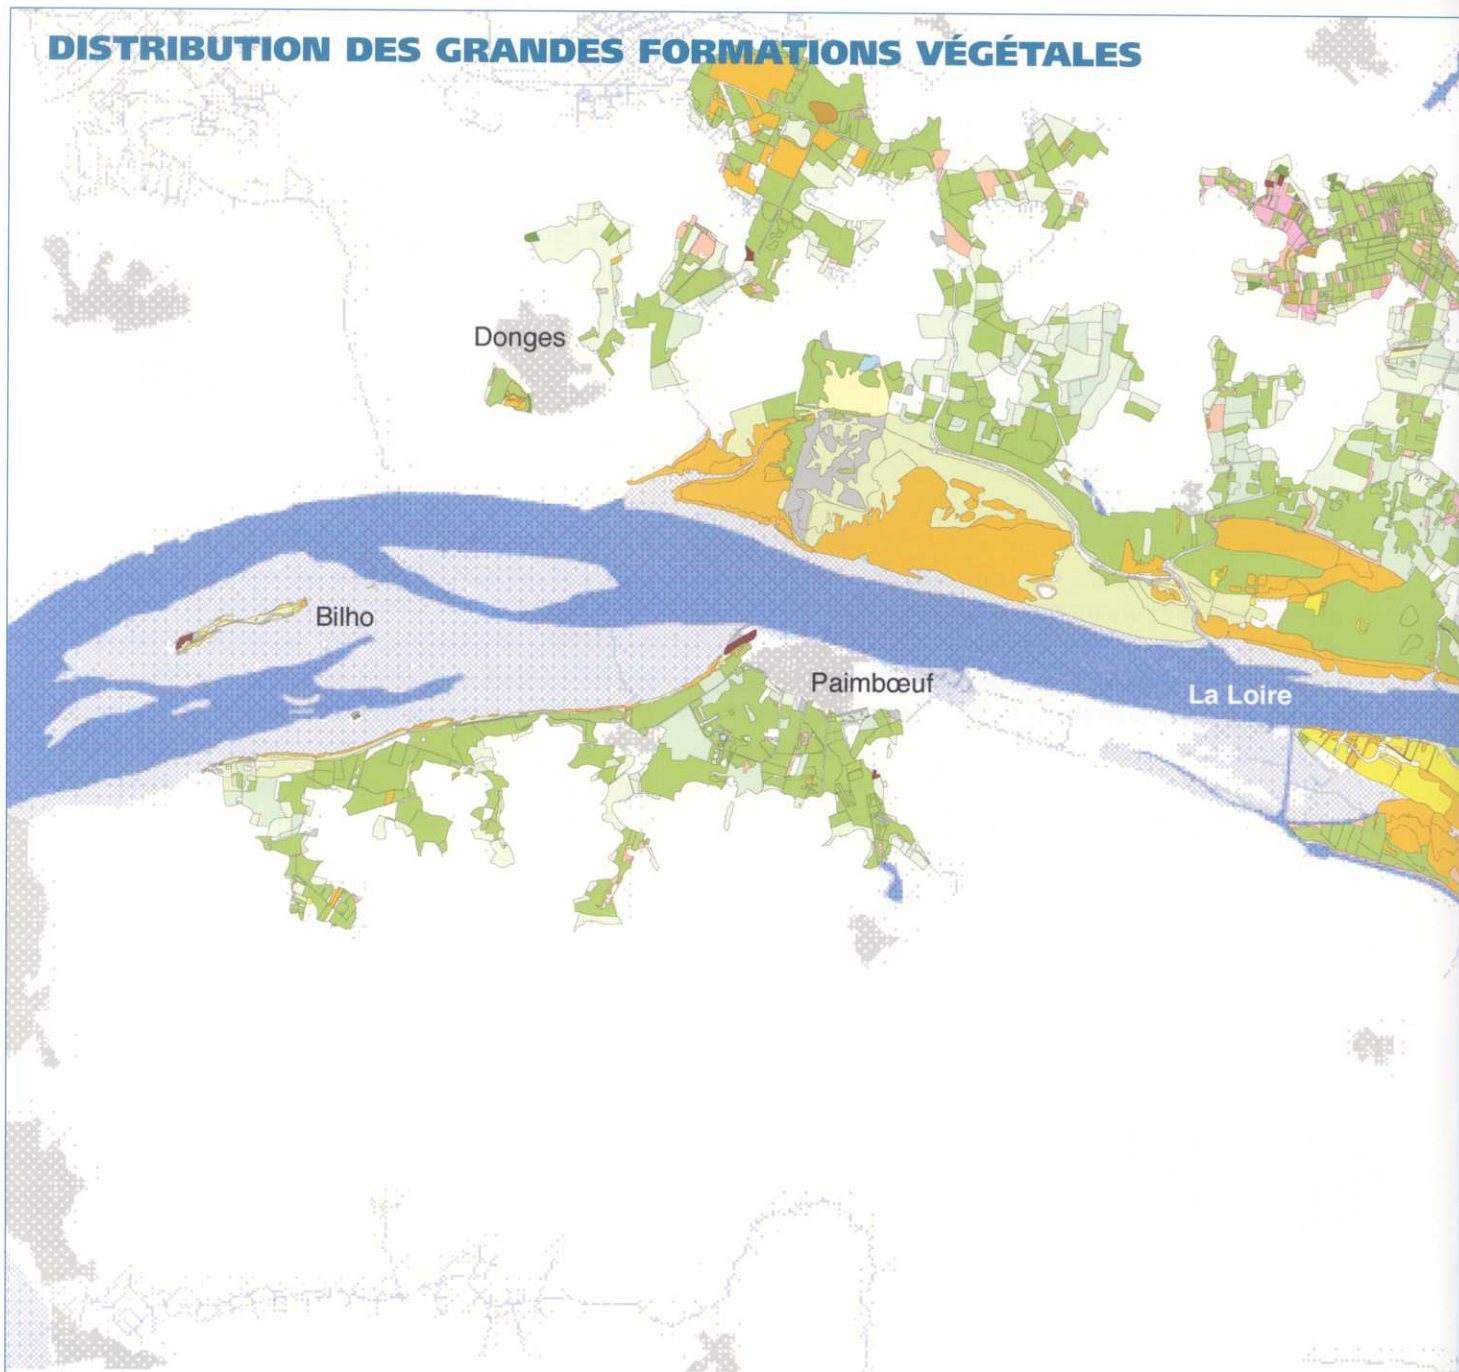 DISTRIBUTION DES GRANDES FORMATIONS VÉGÉTALES
Donges
Bilho
Paimbœuf
La Loire